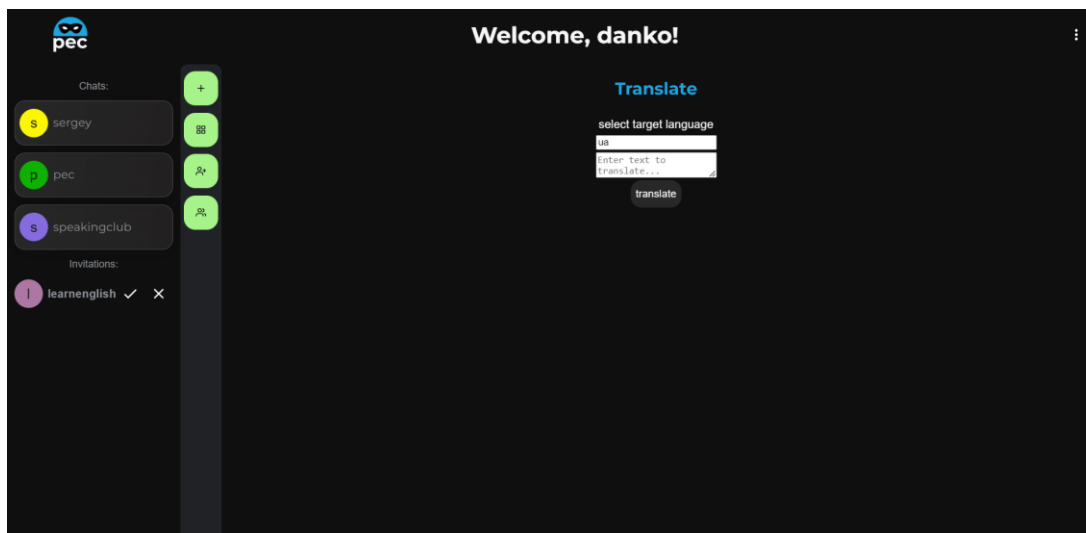 pec
Welcome, danko!
Chats:
s sergey
p pec
s speakingclub
Invitations:
l learnenglish
Translate
select target language
ua
Enter text to
translate...
translate